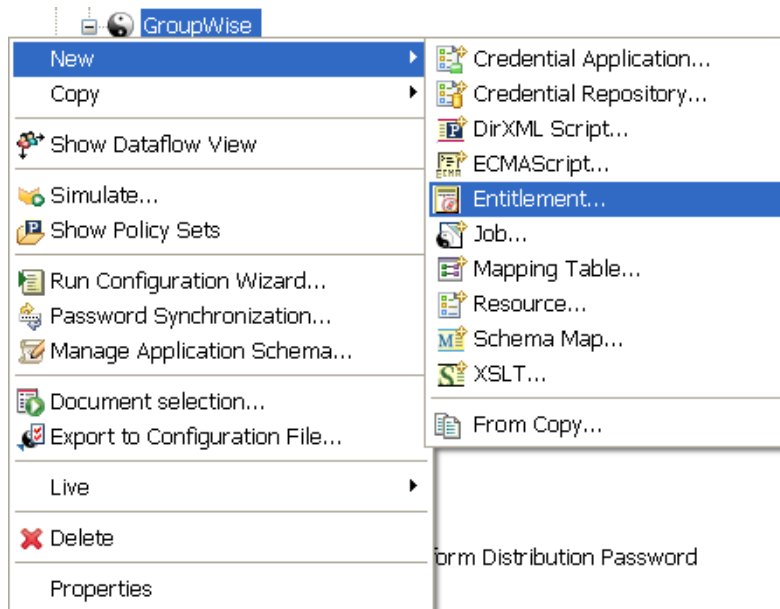 GroupWise
New
Copy
Show Dataflow View
Simulate...
Show Policy Sets
Run Configuration Wizard...
Password Synchronization...
Manage Application Schema...
Document selection...
Export to Configuration File...
Live
Delete
Properties
Credential Application...
Credential Repository...
DirXML Script...
ECMAScript...
Entitlement...
Job...
Mapping Table...
Resource...
Schema Map...
XSLT...
From Copy...
form Distribution Password